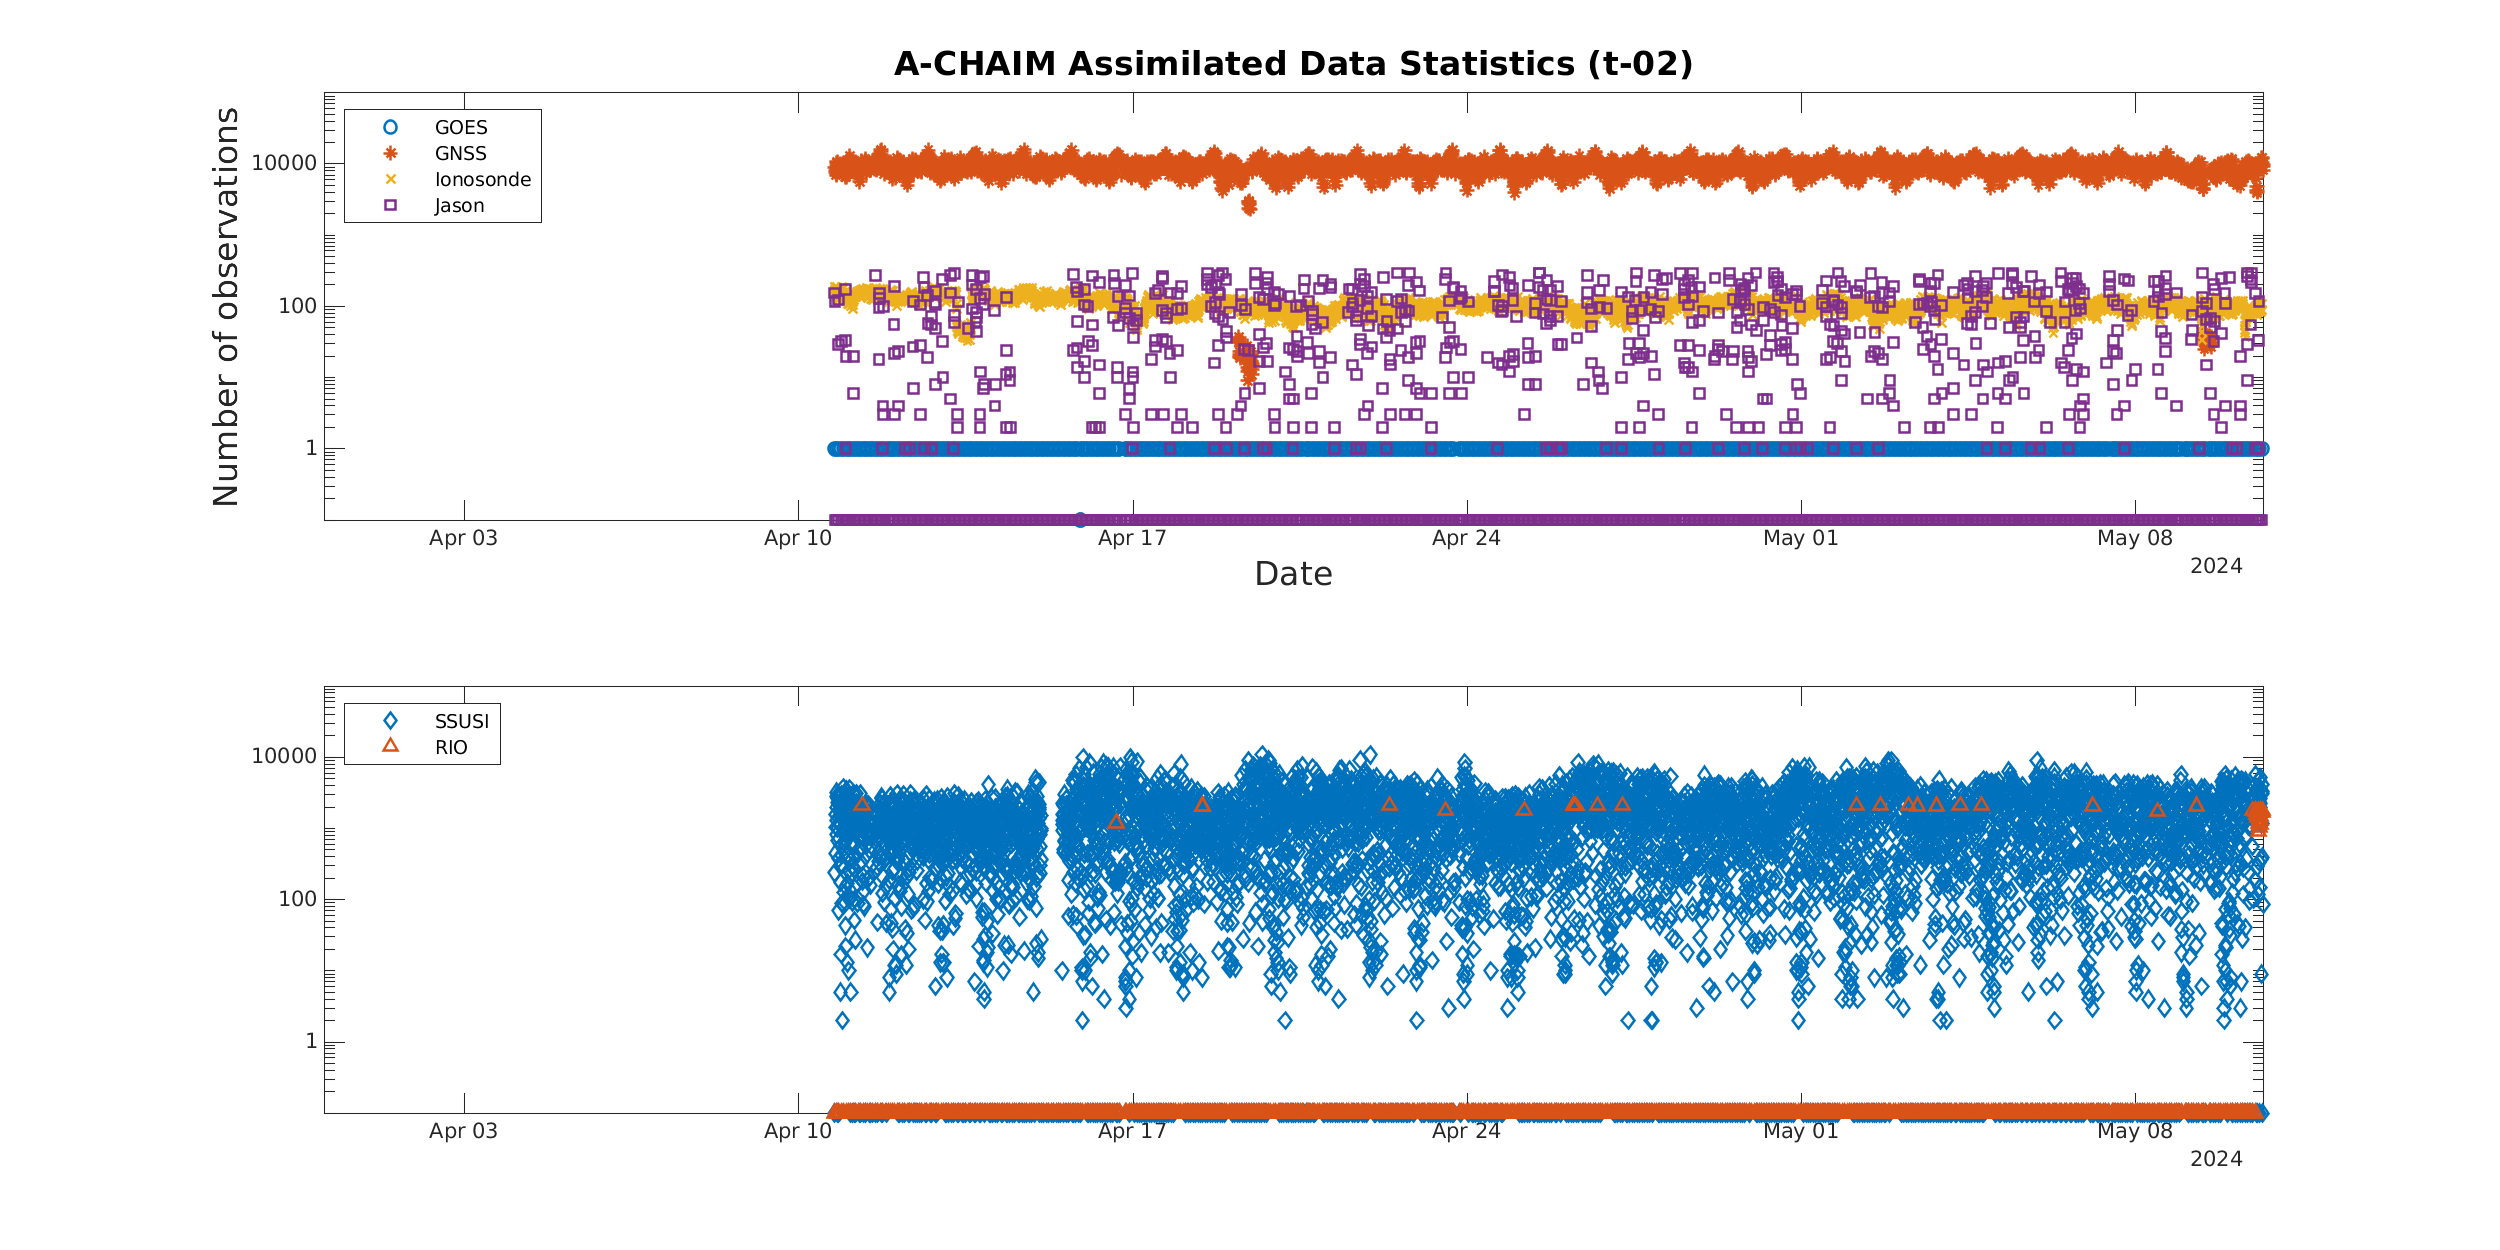 A-CHAIM Assimilated Data Statistics (t-02)
Number of observations
10000
100
1
GOES
GNSS
Ionosonde
Jason
Apr 03
Apr 10
Apr 17
Apr 24
May 01
May 08
2024
Date
10000
100
1
SSUSI
RIO
Apr 03
Apr 10
Apr 17
Apr 24
May 01
May 08
2024